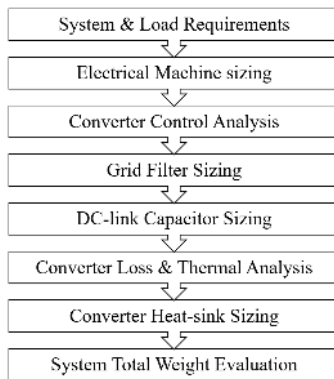 System & Load Requirements
Electrical Machine sizing
Converter Control Analysis
Grid Filter Sizing
DC-link Capacitor Sizing
Converter Loss & Thermal Analysis
Converter Heat-sink Sizing
System Total Weight Evaluation